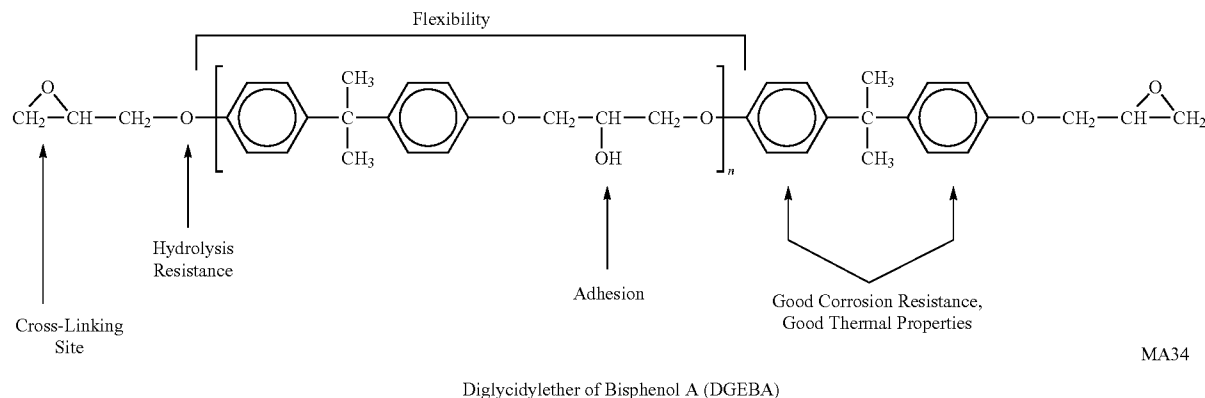 Flexibility
CH3 CH3
O O
CH2 CH CH2 O O CH2 CH CH2 O O CH2 CH CH2
CH3 OH CH3
n
Hydrolysis
Resistance
Adhesion
Good Corrosion Resistance,
Good Thermal Properties
Cross-Linking
Site
MA34
Diglycidylether of Bisphenol A (DGEBA)